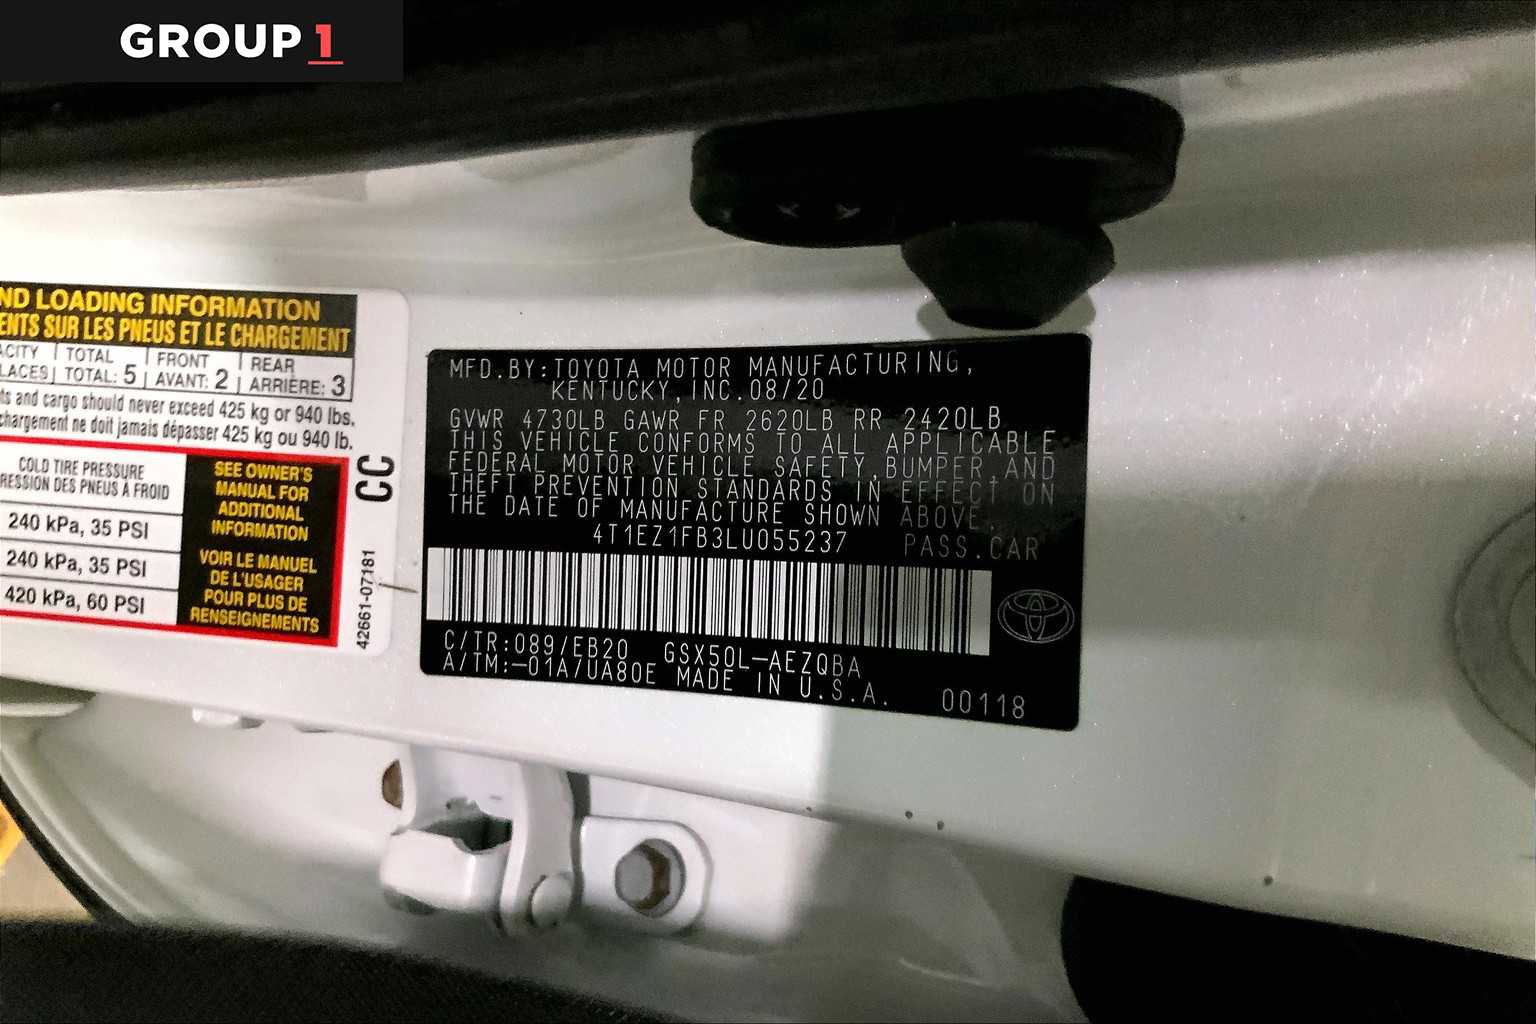 GROUP 1
ND LOADING INFORMATION
ENTS SUR LES PNEUS ET LE CHARGEMENT
ACITY TOTAL FRONT REAR
LACES TOTAL: 5 AVANT: 2 ARRIÈRE: 3
ts and cargo should never exceed 425 kg or 940 lbs.
chargement ne doit jamais dépasser 425 kg ou 940 lb.
COLD TIRE PRESSURE
RESSION DES PNEUS À FROID
240 kPa, 35 PSI
240 kPa, 35 PSI
420 kPa, 60 PSI
SEE OWNER'S
MANUAL FOR
ADDITIONAL
INFORMATION
VOIR LE MANUEL
DE L'USAGER
POUR PLUS DE
RENSEIGNEMENTS
CC
42661-07181
MFD.BY:TOYOTA MOTOR MANUFACTURING,
KENTUCKY,INC.08/20
GVWR 4730LB GAWR FR 2620LB RR 2420LB
THIS VEHICLE CONFORMS TO ALL APPLICABLE
FEDERAL MOTOR VEHICLE SAFETY,BUMPER,AND
THEFT PREVENTION STANDARDS IN EFFECT ON
THE DATE OF MANUFACTURE SHOWN ABOVE.
4T1EZ1FB3LU055237 PASS.CAR
C/TR:089/EB20 GSX50L-AEZQBA
A/TM:-01A/UA80E MADE IN U.S.A.
00118